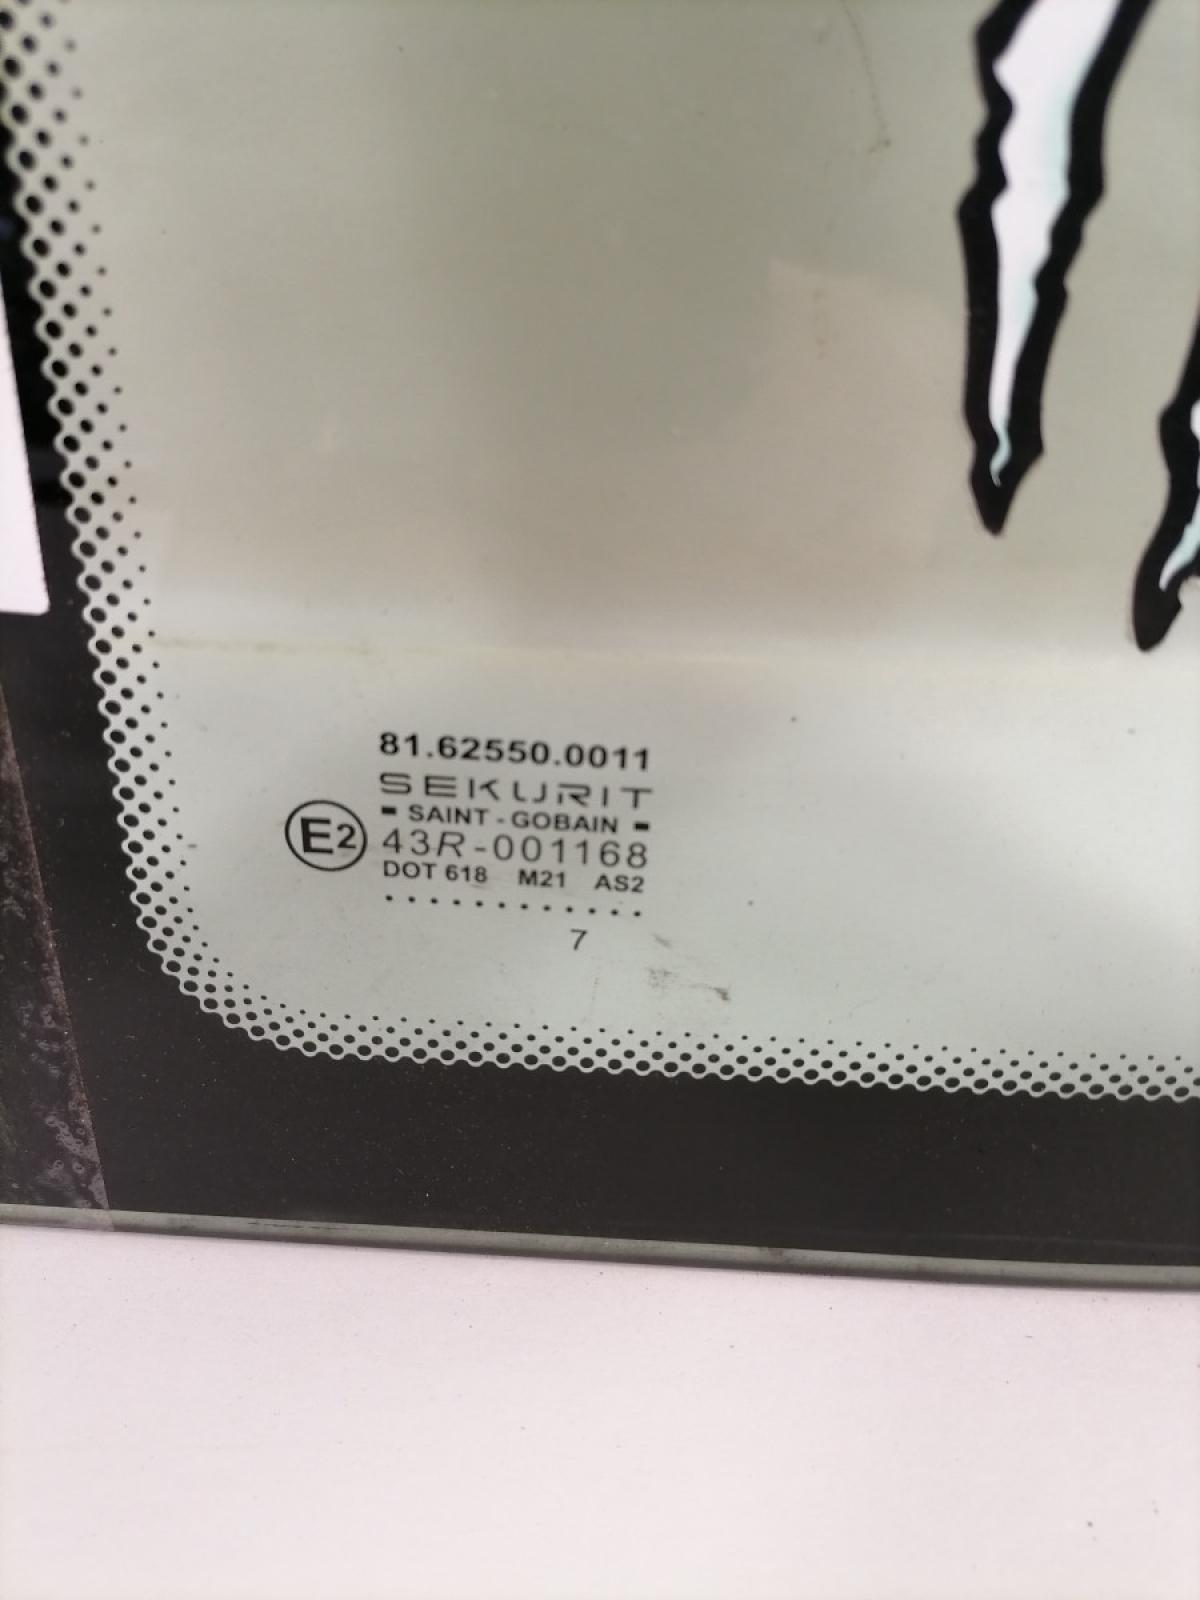 81.62550.0011
SEKURIT
- SAINT - GOBAIN -
E2
43R-001168
DOT 618 M21 AS2
............
7